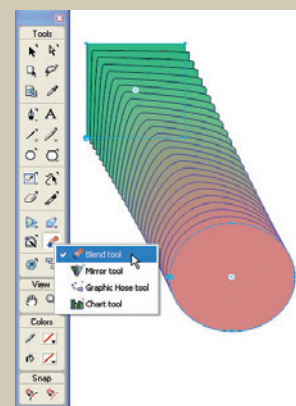 Tools
A
Blend tool
Mirror tool
Graphic Hose tool
Chart tool
View
Colors
Snap